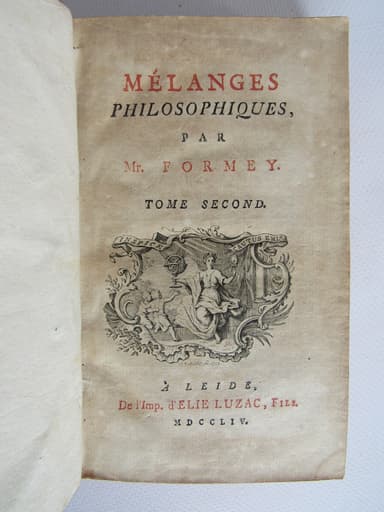 MÉLANGES
PHILOSOPHIQUES,
PAR
Mr. FORMEY.
TOME SECOND.
À LEIDE,
De l'Imp. d'ELIE LUZAC, FILS.
MDCCLIV.